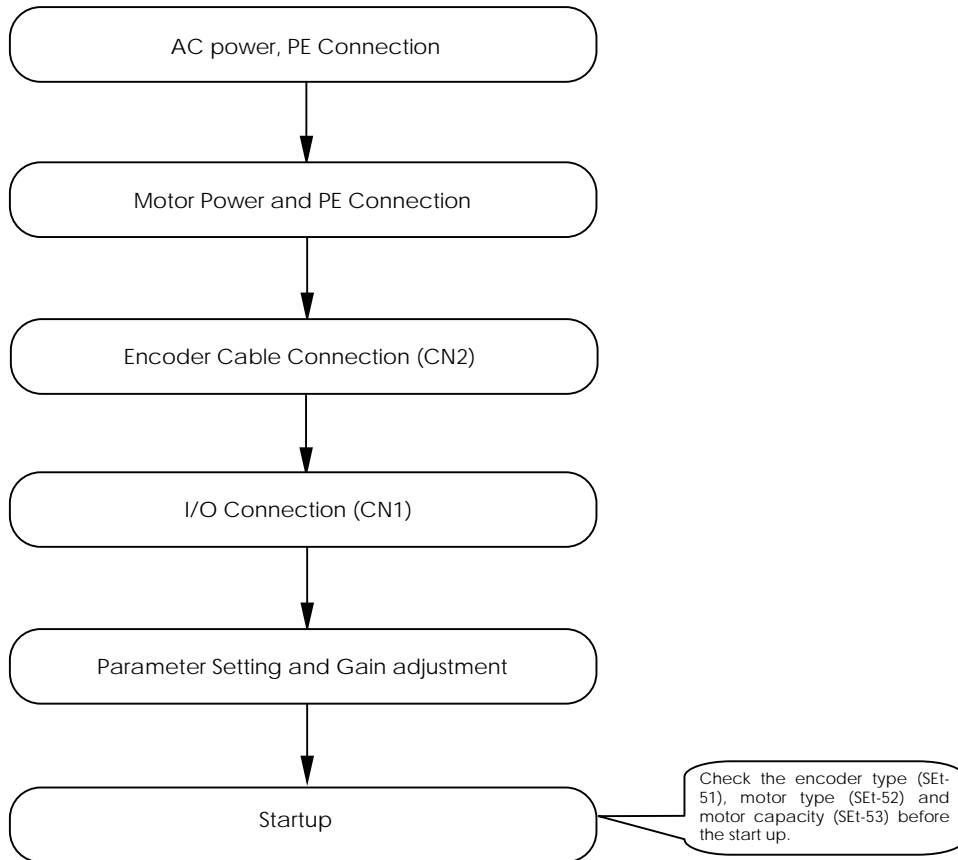 AC power, PE Connection
Motor Power and PE Connection
Encoder Cable Connection (CN2)
I/O Connection (CN1)
Parameter Setting and Gain adjustment
Startup
Check the encoder type (SEt-
51), motor type (SEt-52) and
motor capacity (SEt-53) before
the start up.